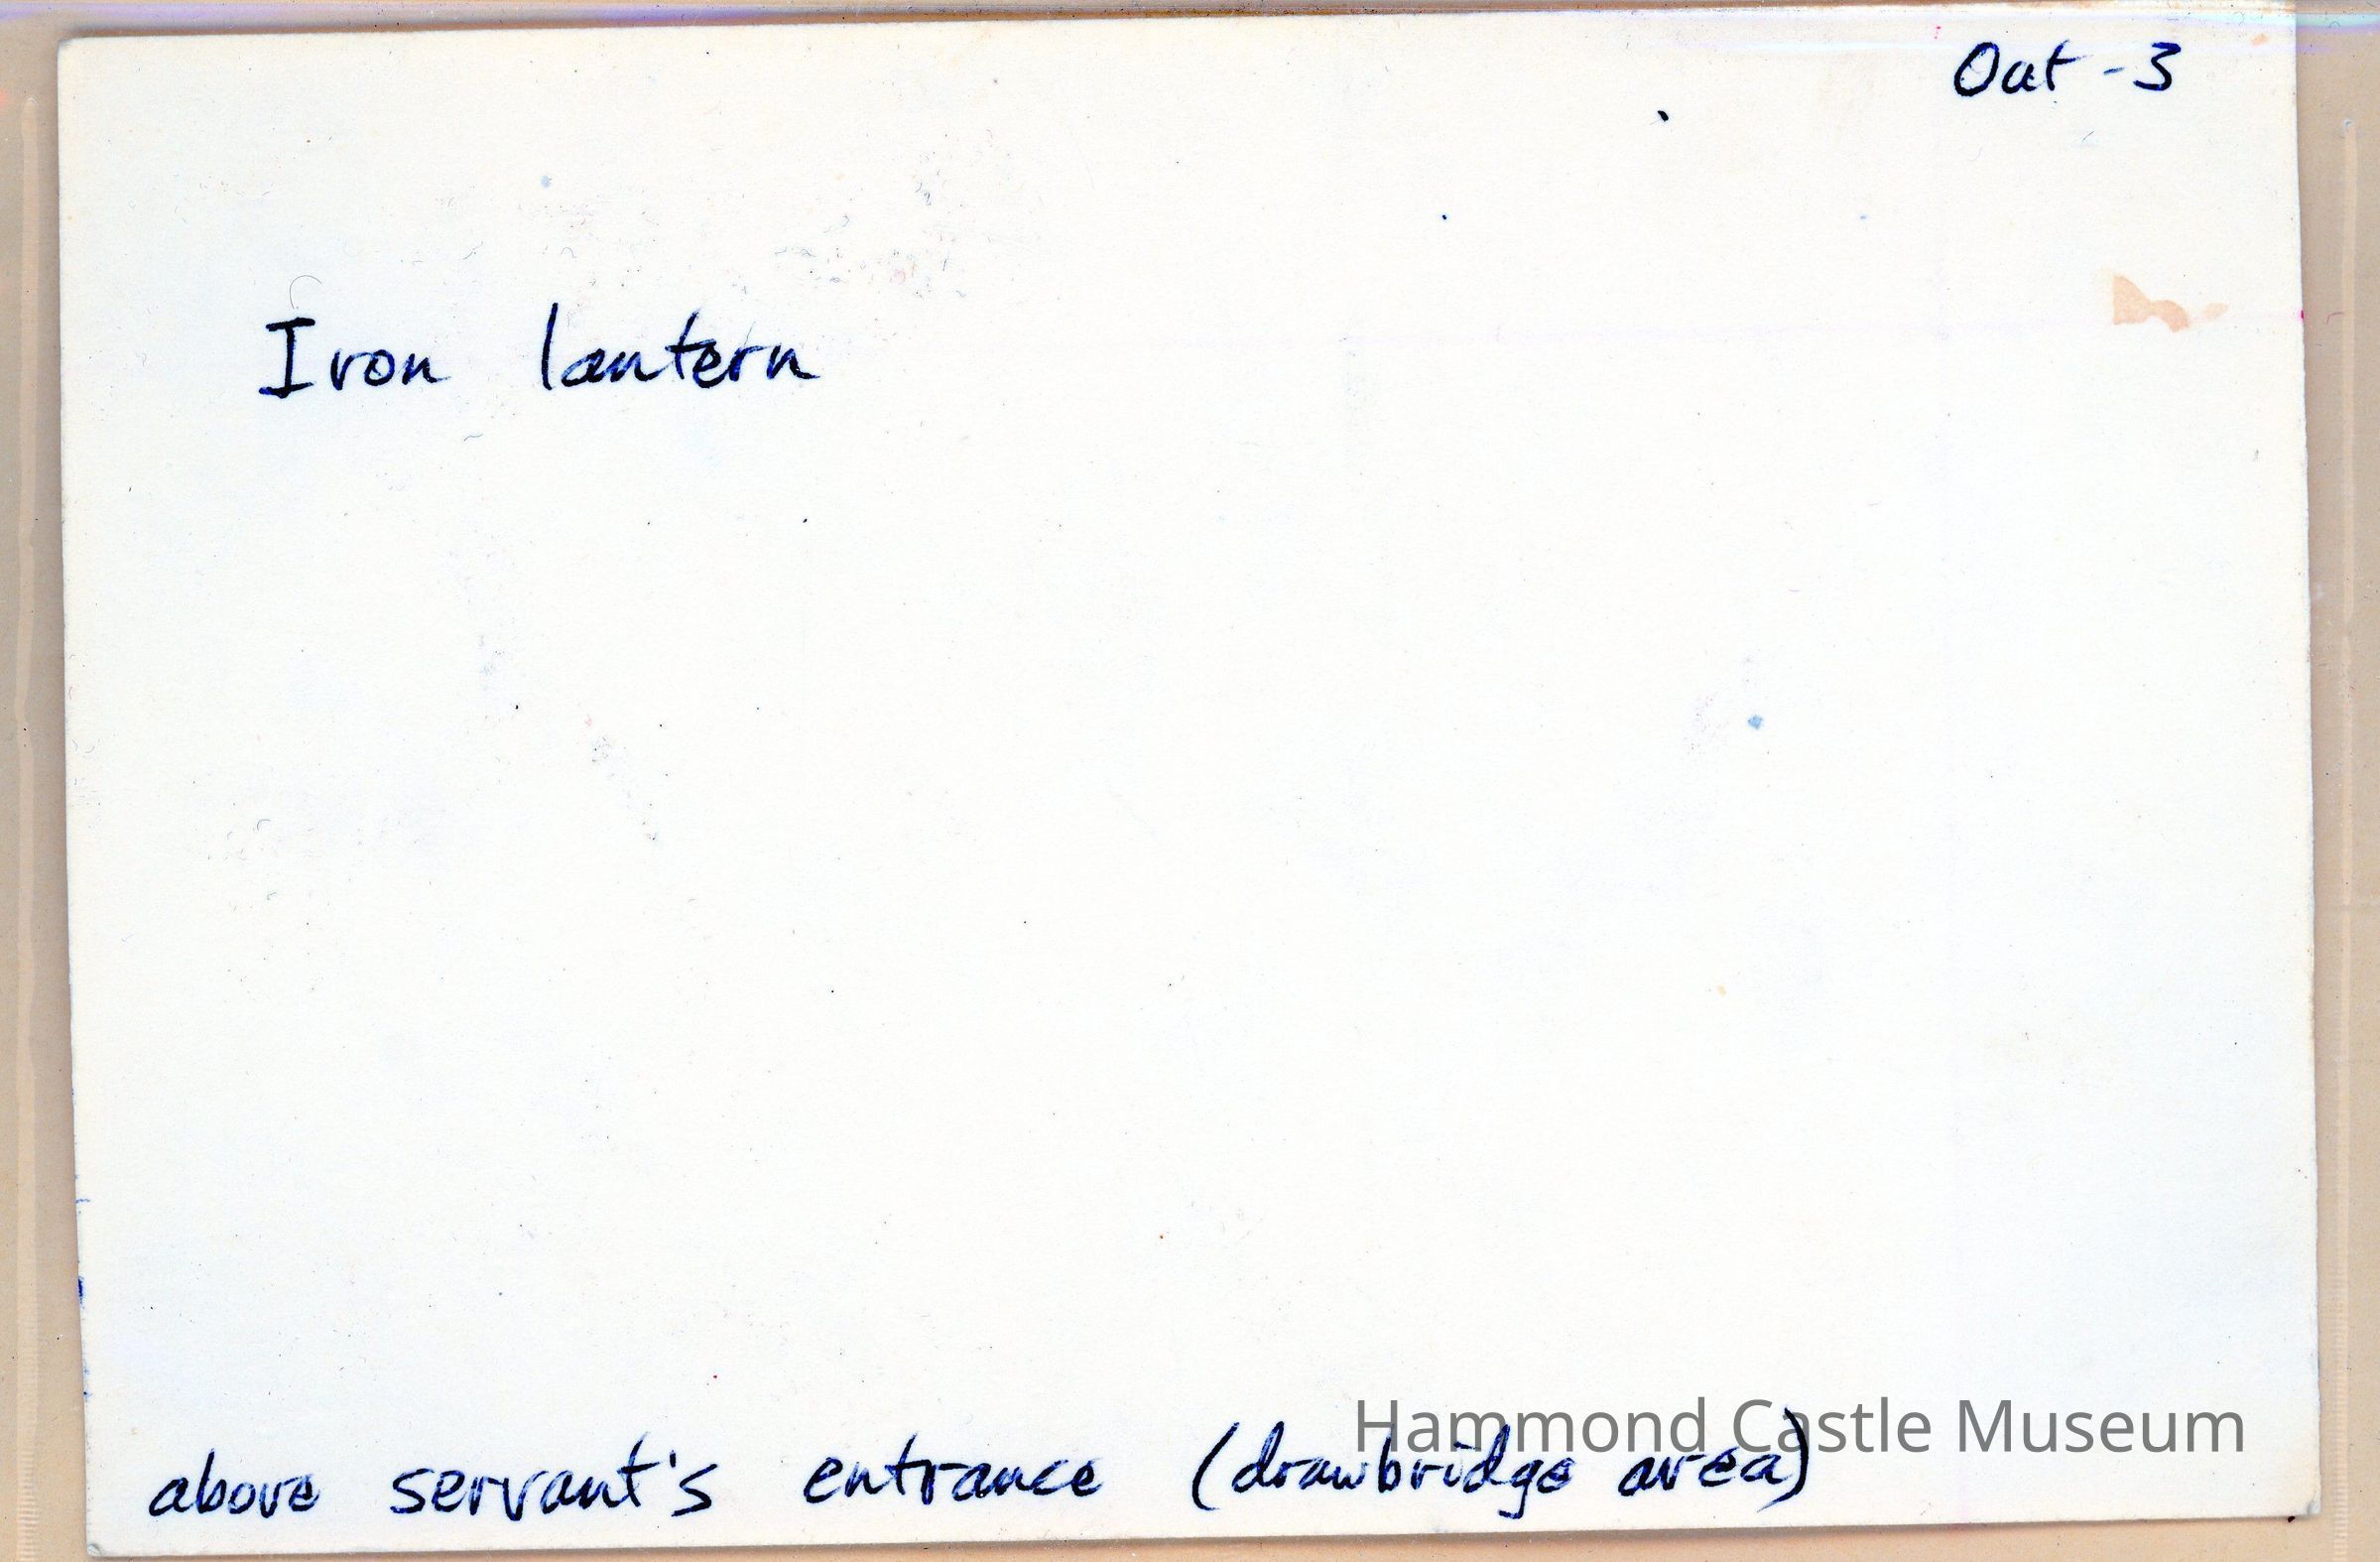 Out-3
Iron lantern
Hammond Castle Museum
above servant's entrance (drawbridge area)